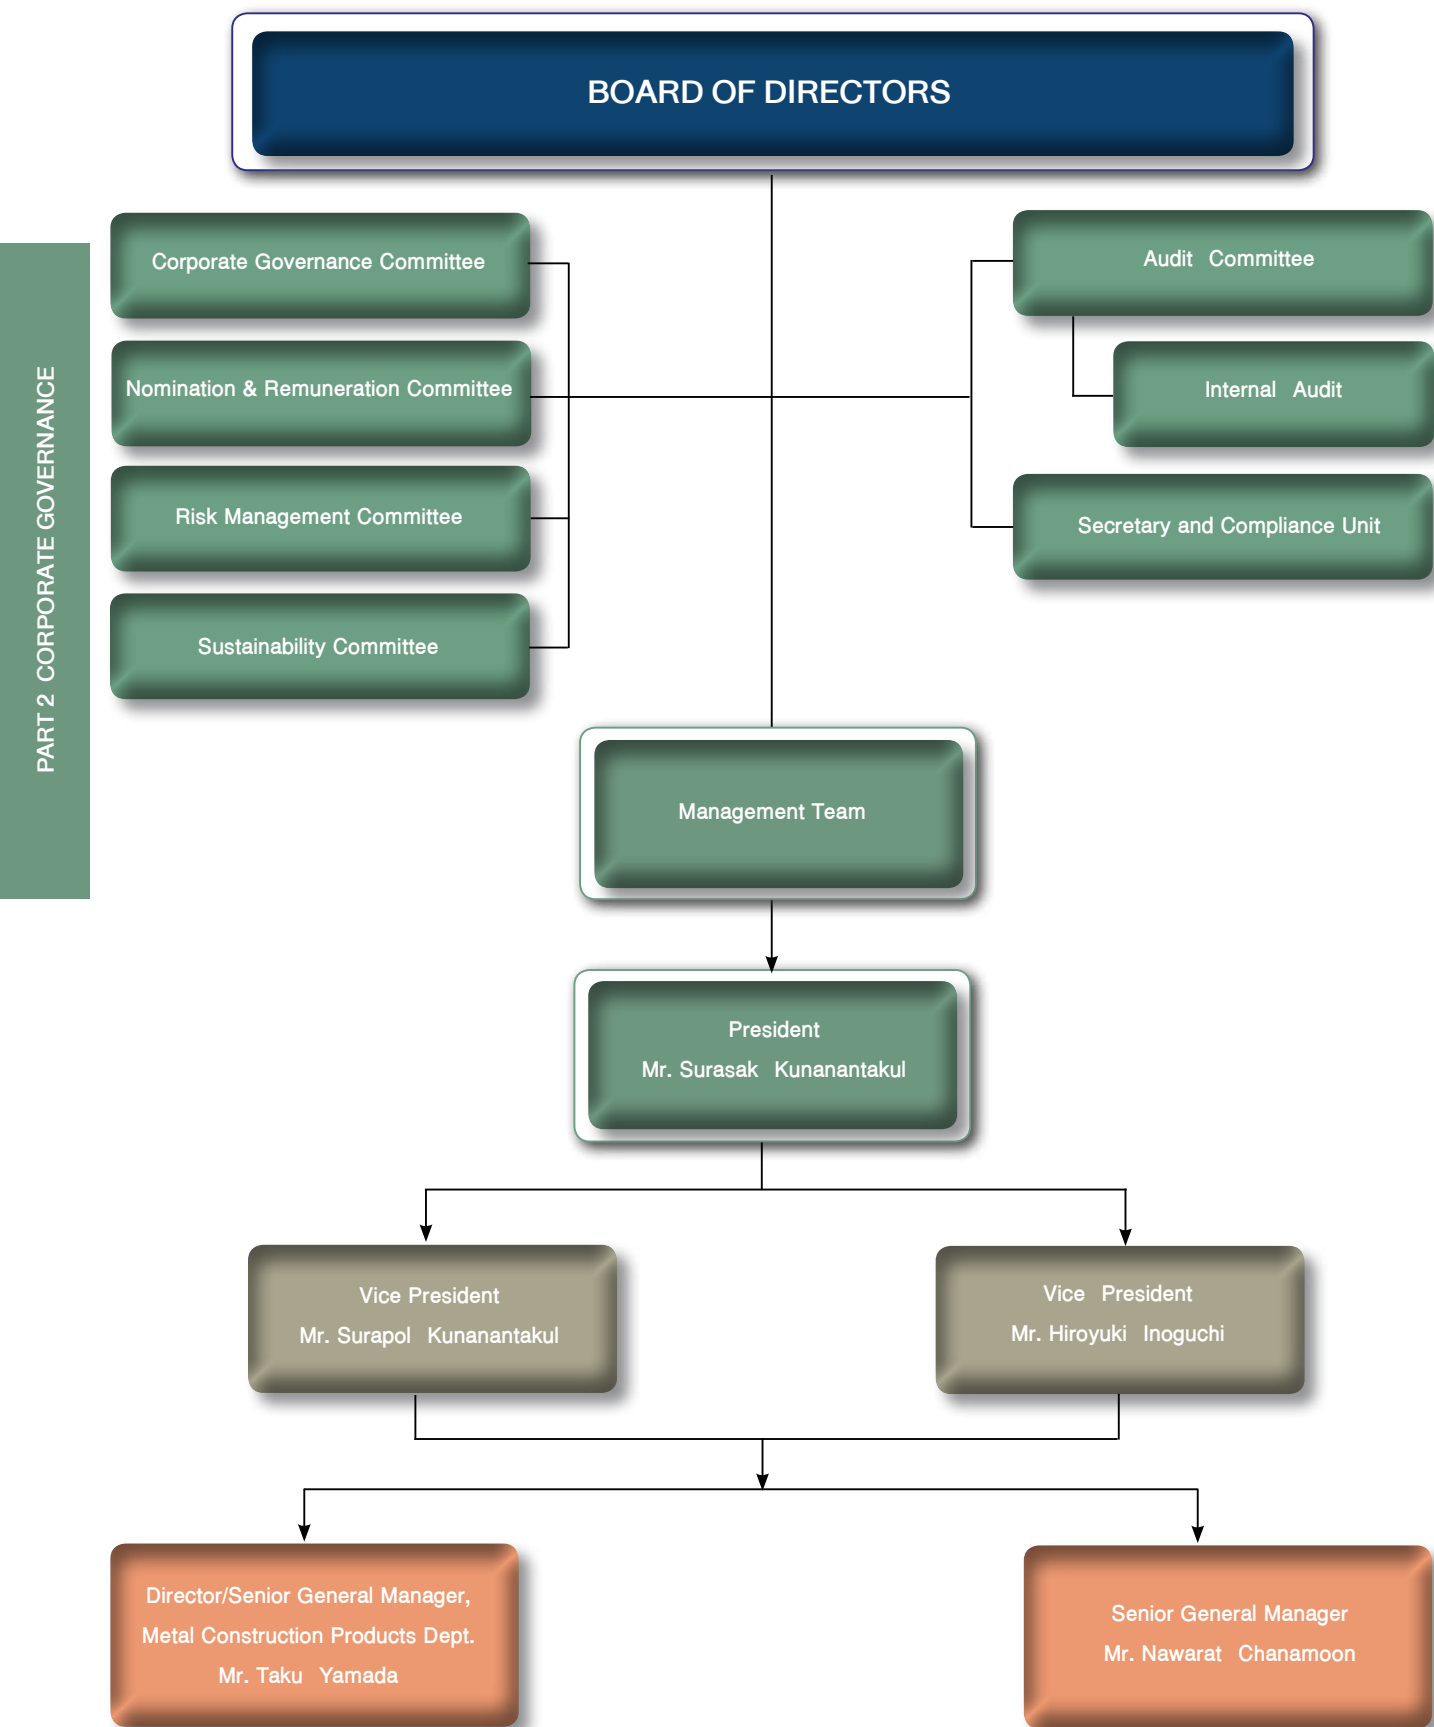 BOARD OF DIRECTORS
PART 2 CORPORATE GOVERNANCE
Corporate Governance Committee
Nomination & Remuneration Committee
Risk Management Committee
Sustainability Committee
Audit Committee
Internal Audit
Secretary and Compliance Unit
Management Team
President
Mr. Surasak Kunanantakul
Vice President
Mr. Surapol Kunanantakul
Vice President
Mr. Hiroyuki Inoguchi
Director/Senior General Manager,
Metal Construction Products Dept.
Mr. Taku Yamada
Senior General Manager
Mr. Nawarat Chanamoon